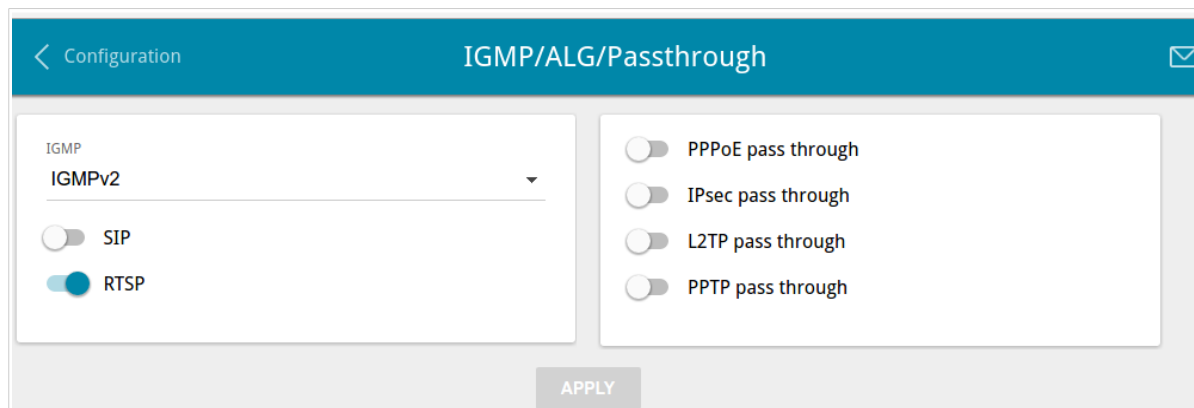 Configuration
IGMP/ALG/Passthrough
IGMP
IGMPv2
SIP
RTSP
PPPoE pass through
IPsec pass through
L2TP pass through
PPTP pass through
APPLY